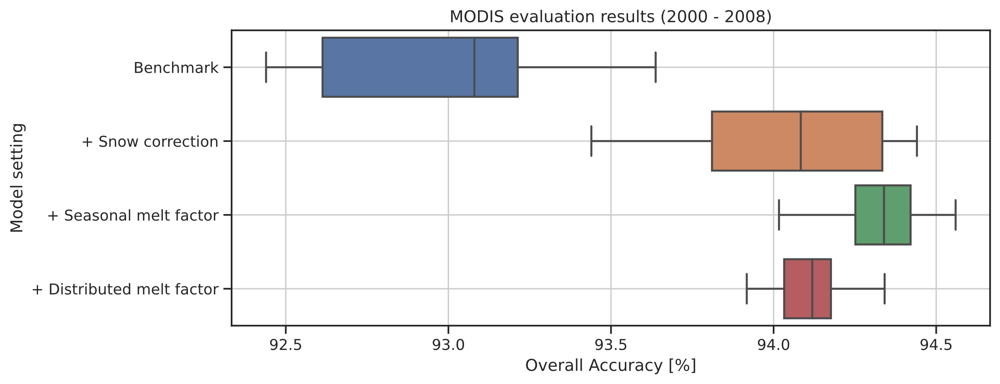 MODIS evaluation results (2000 - 2008)
Model setting
Benchmark
+ Snow correction
+ Seasonal melt factor
+ Distributed melt factor
92.5 93.0 93.5 94.0 94.5
Overall Accuracy [%]